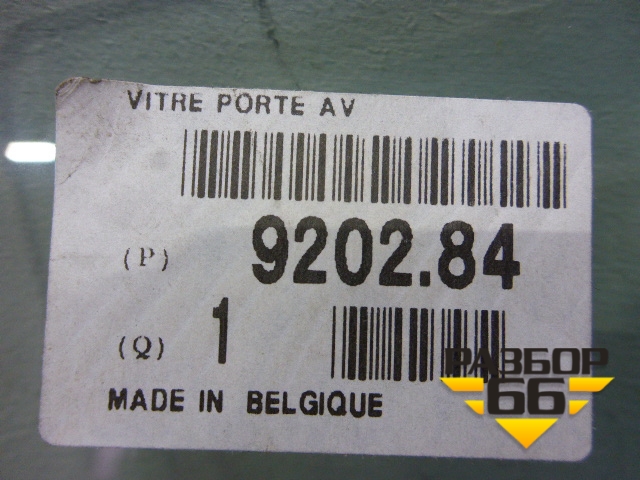 VITRE PORTE AV
(P) 9202.84
(Q) 1
MADE IN BELGIQUE
РАЗБОР
66